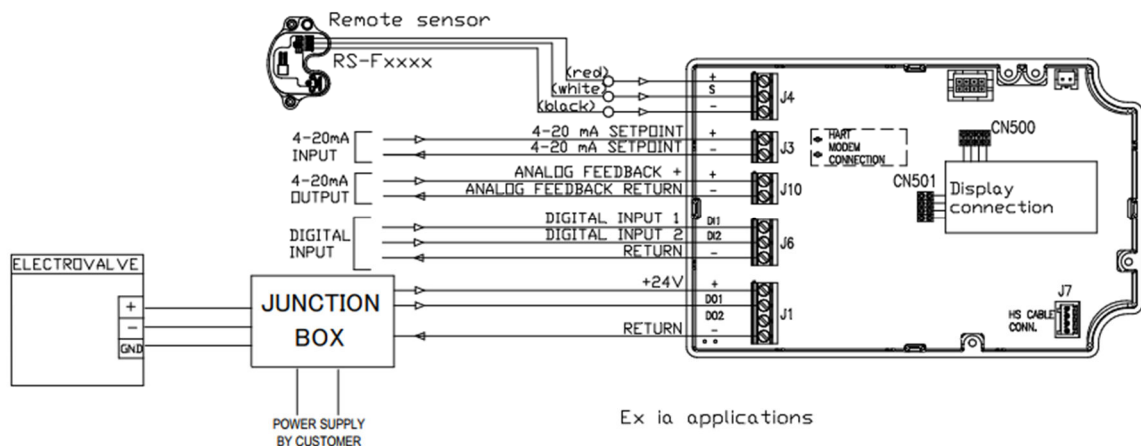 Remote sensor
RS-Fxxxx
(red)
(white)
(black)
+
S
-
J4
4-20mA
INPUT
4-20 mA SETPOINT
4-20 mA SETPOINT
+
-
J3
HART
MODEM
CONNECTION
CN500
CN501
Display
connection
4-20mA
OUTPUT
ANALOG FEEDBACK +
ANALOG FEEDBACK RETURN
+
-
J10
DIGITAL
INPUT
DIGITAL INPUT 1
DIGITAL INPUT 2
RETURN
DI1
DI2
-
J6
ELECTROVALVE
+
-
GND
JUNCTION
BOX
+24V
RETURN
+
DO1
DO2
-
J1
J7
HS CABLE
CONN.
POWER SUPPLY
BY CUSTOMER
Ex ia applications